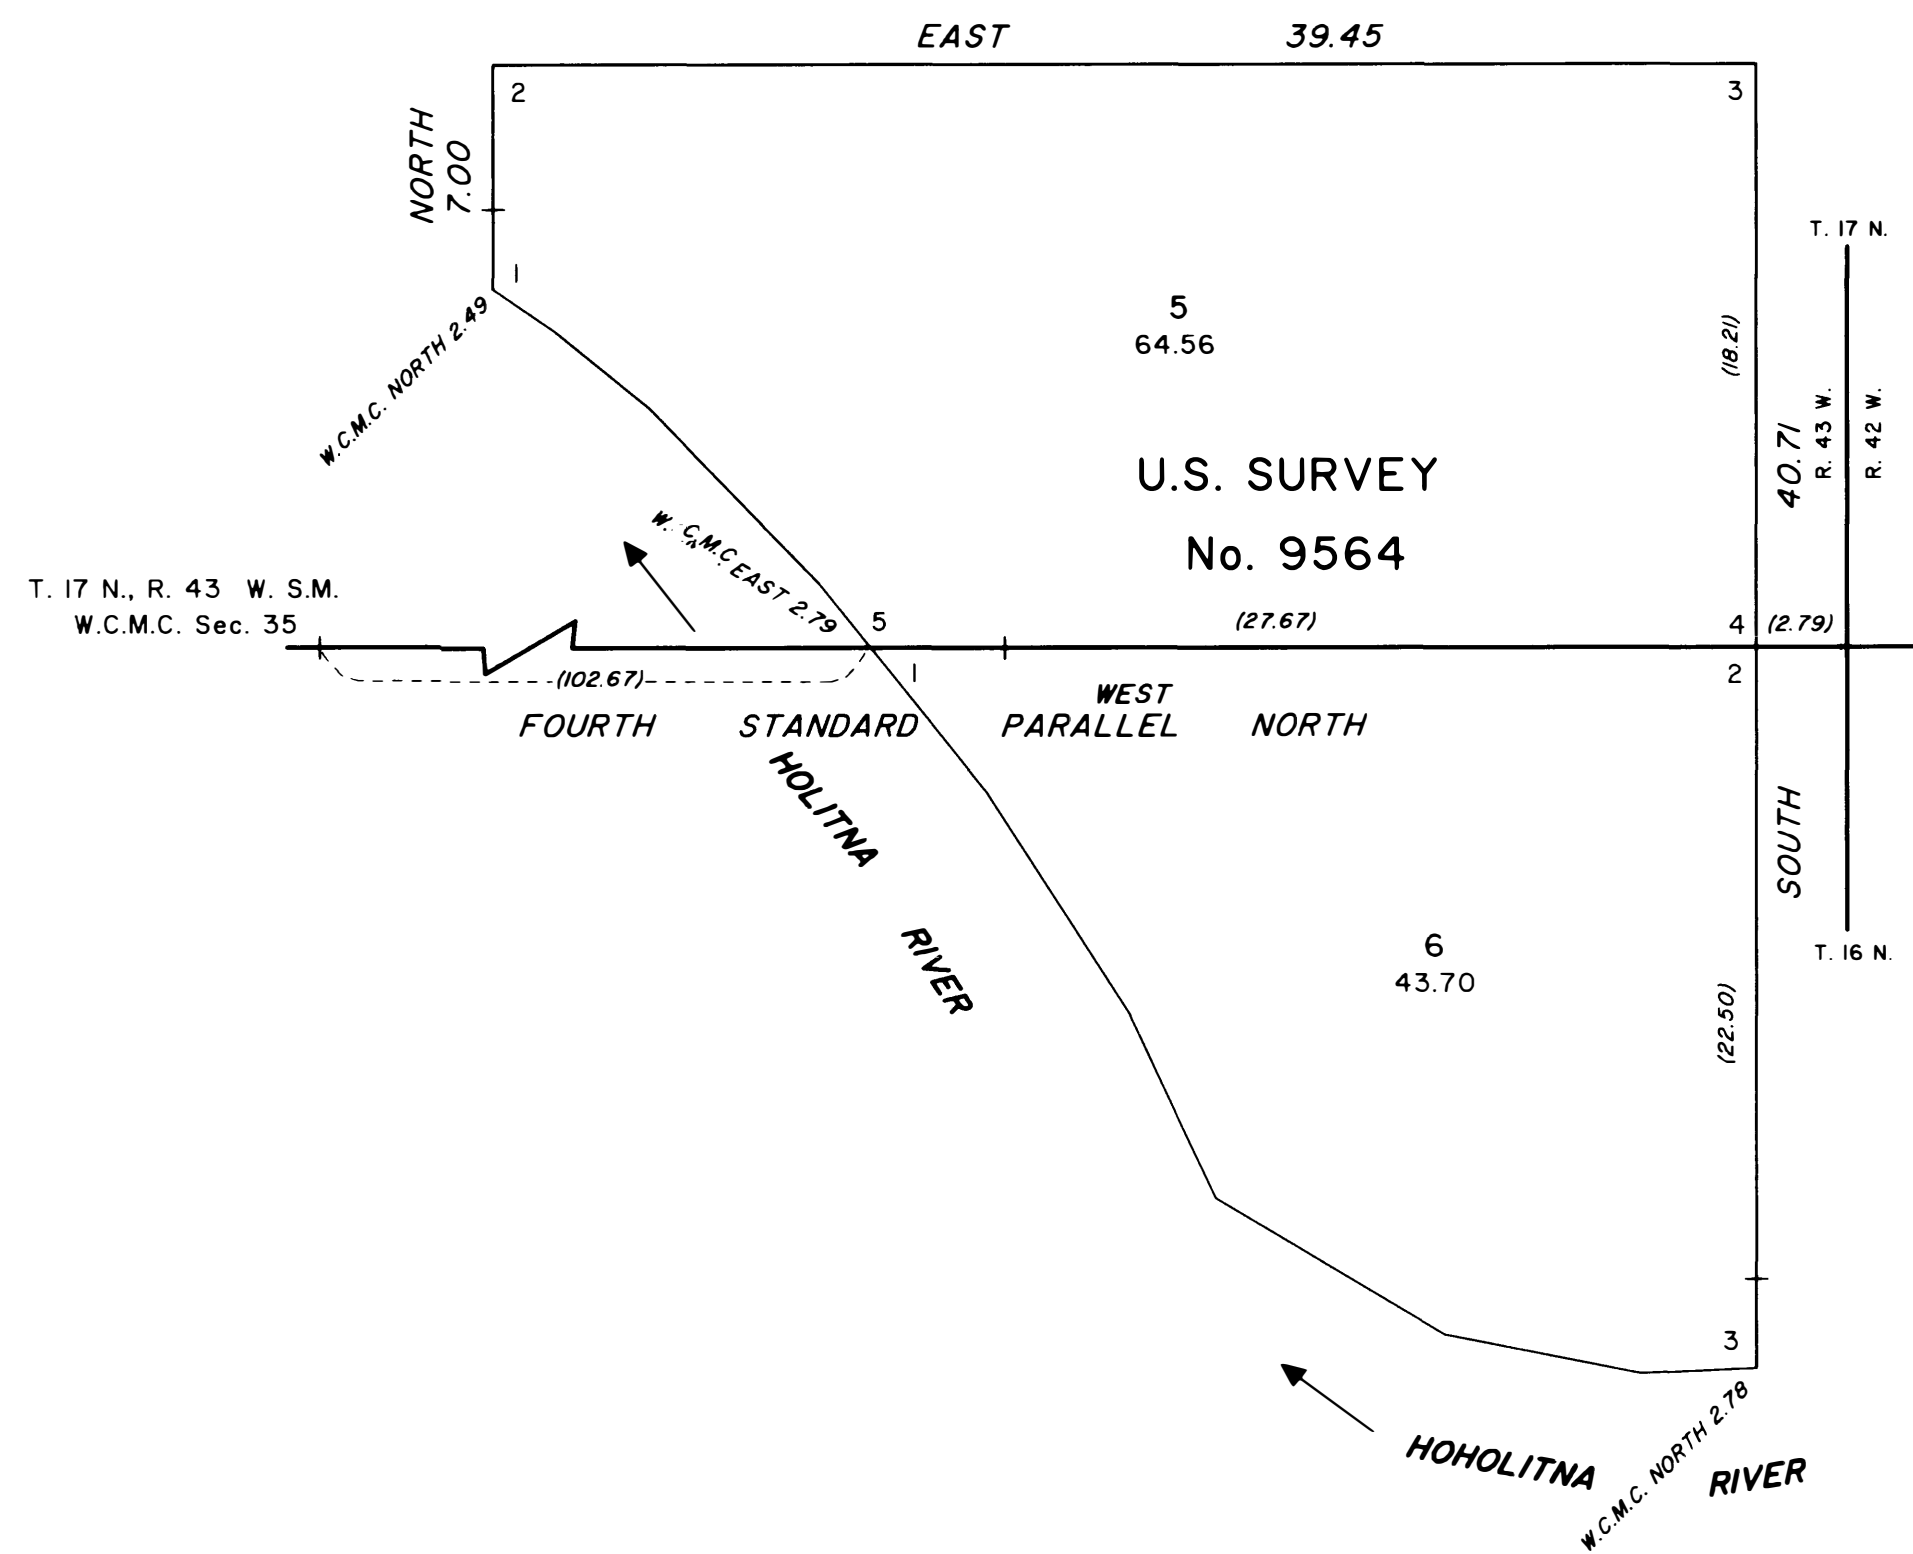 EAST 39.45
2
3
NORTH
7.00
1
W.C.M.C. NORTH 2.49
5
64.56
(18.21)
T. 17 N.
R. 43 W.
R. 42 W.
40.71
U.S. SURVEY
No. 9564
W.C.M.C. EAST 2.79
T. 17 N., R. 43 W. S.M.
W.C.M.C. Sec. 35
5
(27.67)
4
(2.79)
(102.67)
1
2
WEST
FOURTH STANDARD PARALLEL NORTH
HOLITNA
RIVER
SOUTH
6
43.70
T. 16 N.
(22.50)
3
W.C.M.C. NORTH 2.78
HOHOLITNA RIVER